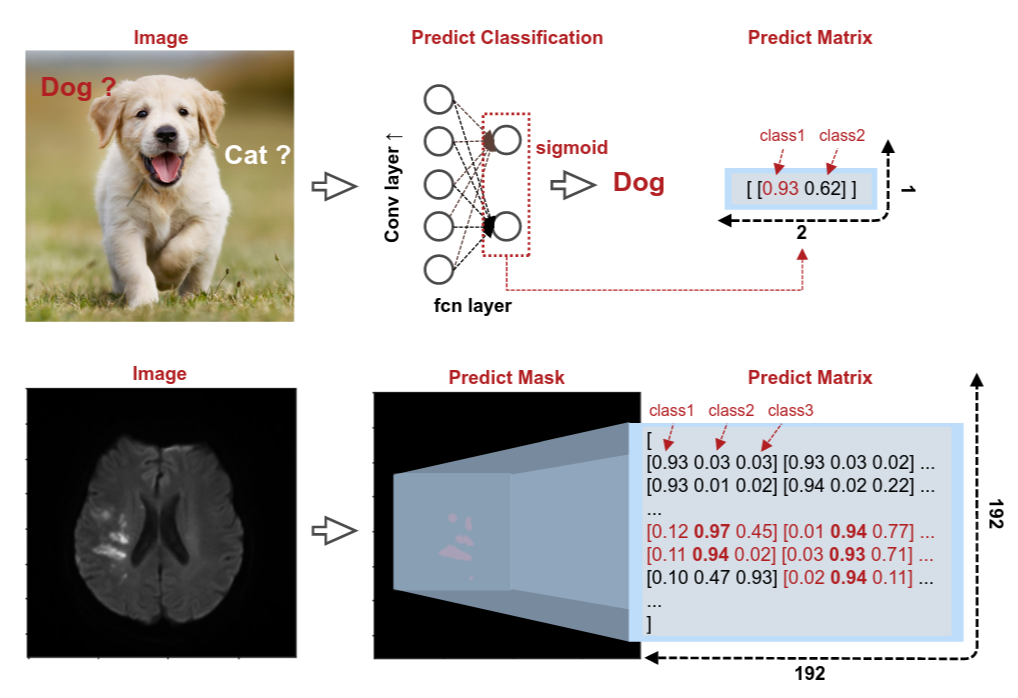 Image
Predict Classification
Predict Matrix
Dog ?
Cat ?
Conv layer ↑
sigmoid
Dog
fcn layer
class1 class2
[ [0.93 0.62] ]
1
2
Image
Predict Mask
Predict Matrix
class1 class2 class3
[
[0.93 0.03 0.03] [0.93 0.03 0.02] ...
[0.93 0.01 0.02] [0.94 0.02 0.22] ...
...
[0.12 0.97 0.45] [0.01 0.94 0.77] ...
[0.11 0.94 0.02] [0.03 0.93 0.71] ...
[0.10 0.47 0.93] [0.02 0.94 0.11] ...
...
]
192
192